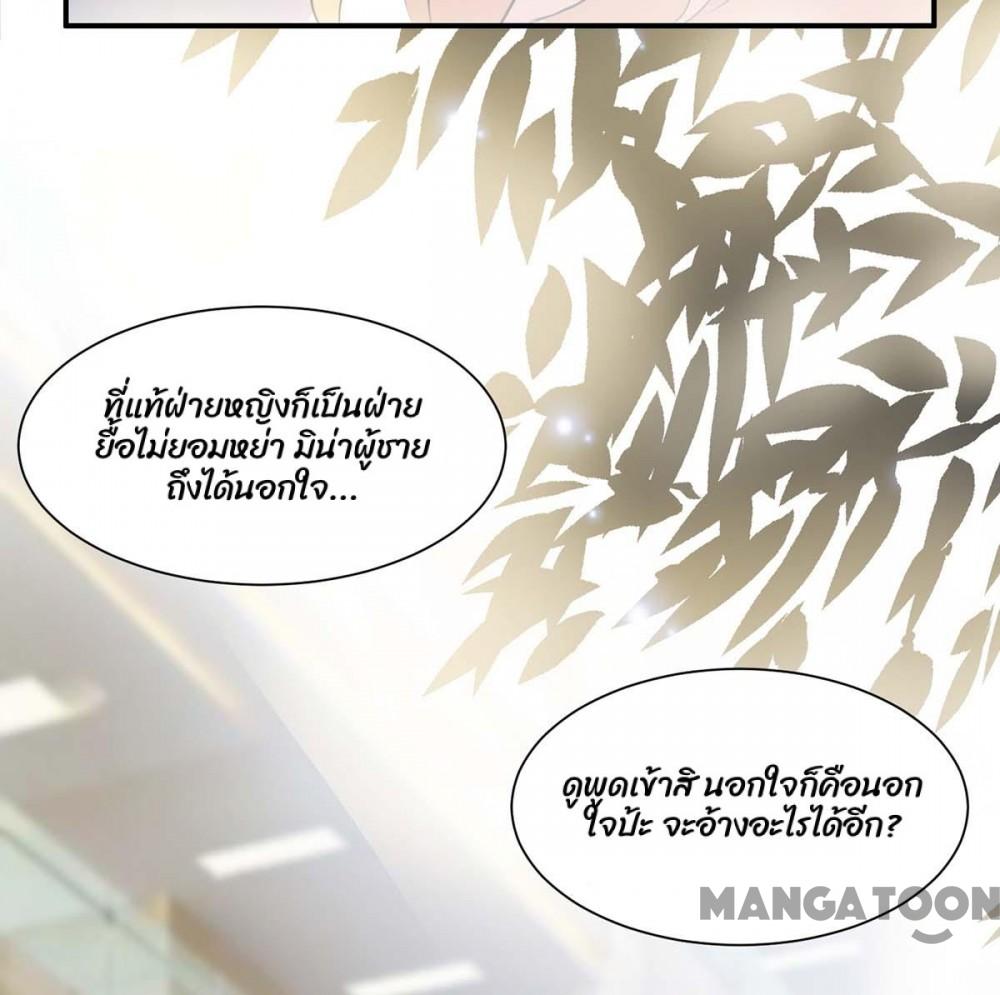 ที่แท้ฝ่ายหญิงก็เป็นฝ่าย
ยื้อไม่ยอมหย่า มิน่าผู้ชาย
ถึงได้นอกใจ...
ดูพูดเข้าสิ นอกใจก็คือนอก
ใจป้ะ จะอ้างอะไรได้อีก?
MANGATOON